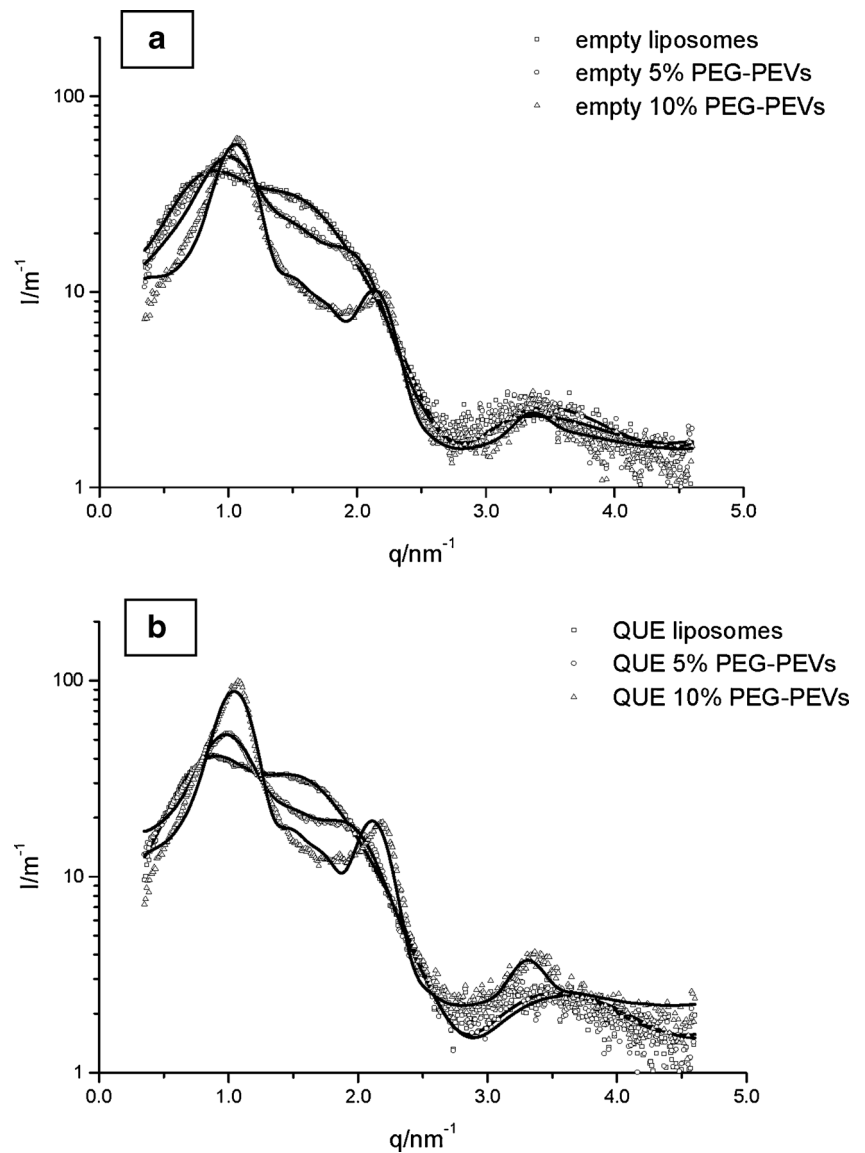 a
empty liposomes
empty 5% PEG-PEVs
empty 10% PEG-PEVs
100
10
1
I/m⁻¹
0.0 1.0 2.0 3.0 4.0 5.0
q/nm⁻¹
b
QUE liposomes
QUE 5% PEG-PEVs
QUE 10% PEG-PEVs
100
10
1
I/m⁻¹
0.0 1.0 2.0 3.0 4.0 5.0
q/nm⁻¹